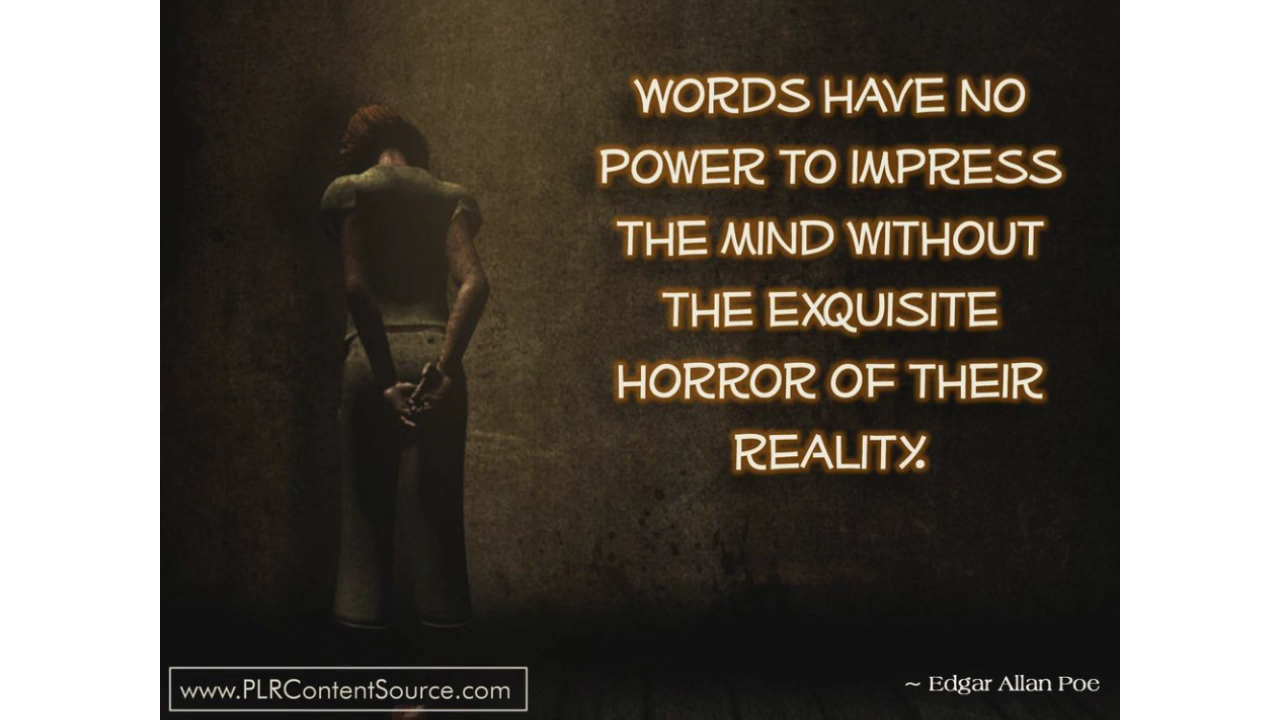 WORDS HAVE NO
POWER TO IMPRESS
THE MIND WITHOUT
THE EXQUISITE
HORROR OF THEIR
REALITY.
www.PLRContentSource.com
~ Edgar Allan Poe